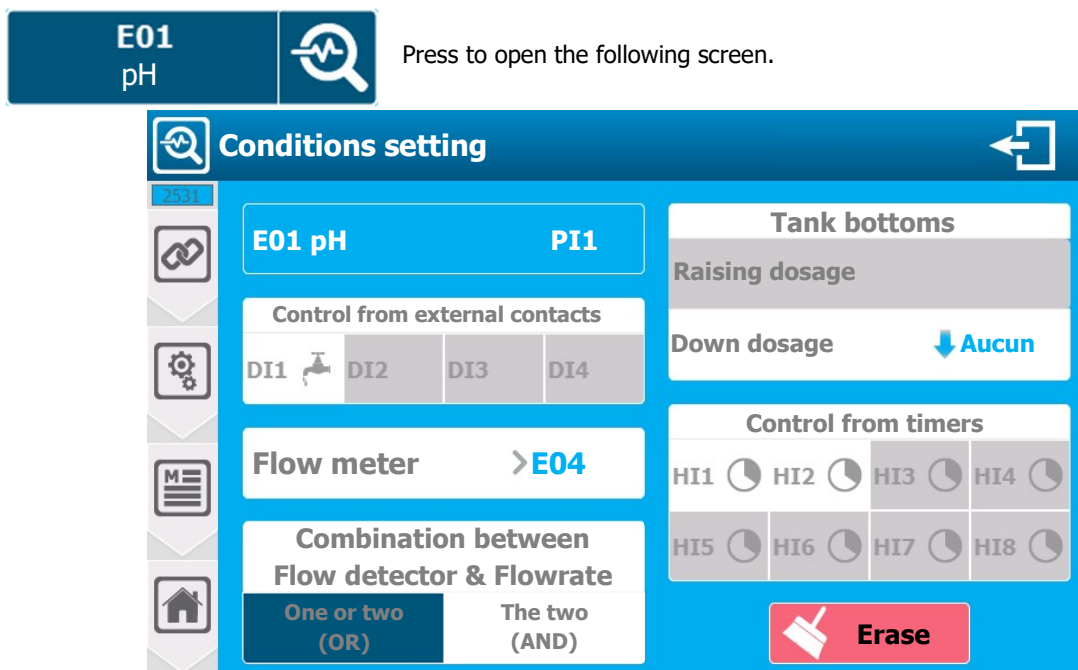 E01
pH
Press to open the following screen.
Conditions setting
2531
E01 pH PI1
Control from external contacts
DI1 DI2 DI3 DI4
Flow meter >E04
Combination between
Flow detector & Flowrate
One or two
(OR)
The two
(AND)
Tank bottoms
Raising dosage
Down dosage Aucun
Control from timers
HI1 HI2 HI3 HI4
HI5 HI6 HI7 HI8
Erase
M